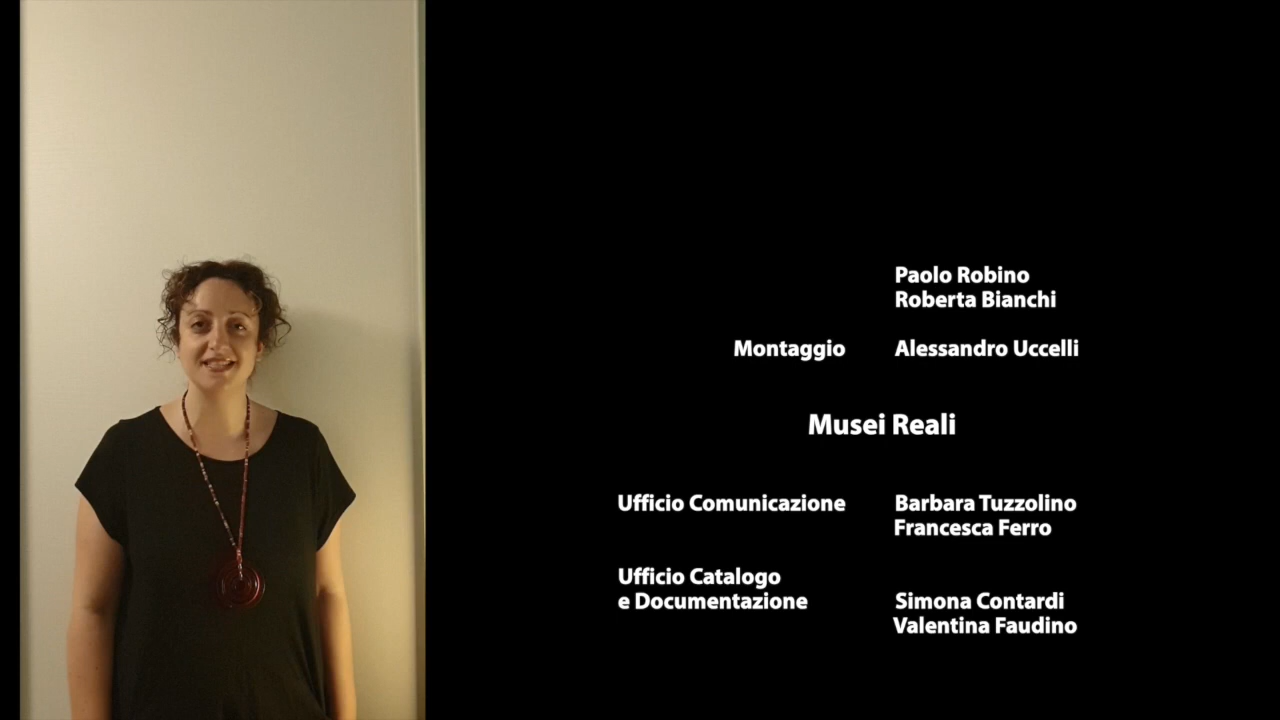 Paolo Robino
Roberta Bianchi
Montaggio Alessandro Uccelli
Musei Reali
Ufficio Comunicazione Barbara Tuzzolino
Francesca Ferro
Ufficio Catalogo
e Documentazione Simona Contardi
Valentina Faudino